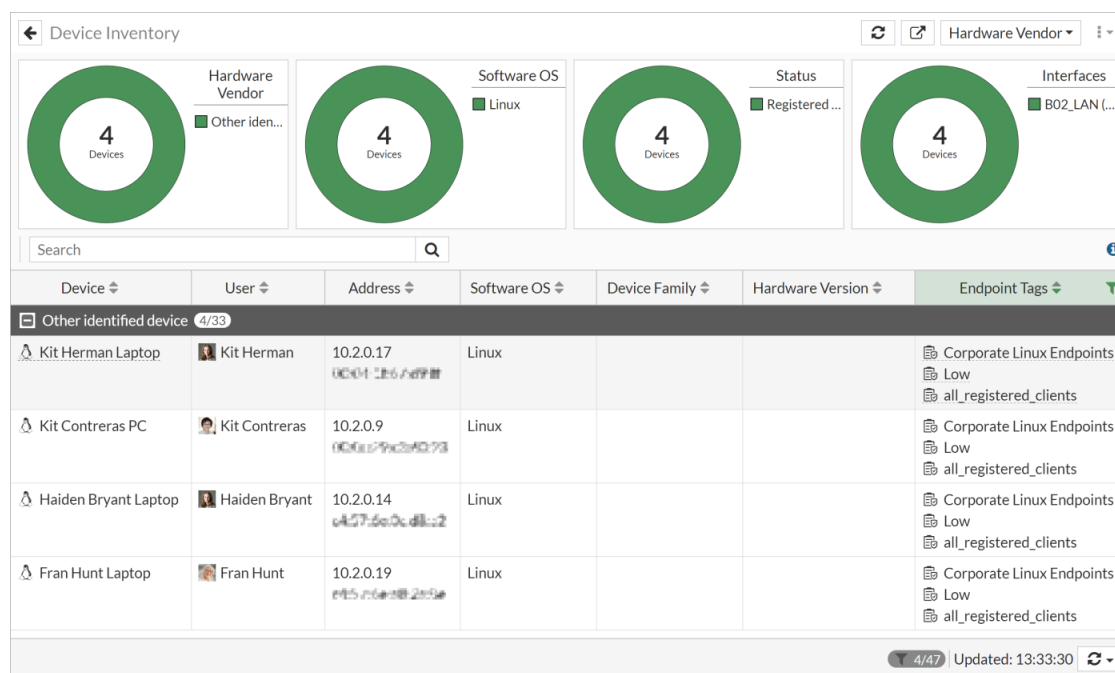 Device Inventory
Hardware Vendor
4
Devices
Hardware
Vendor
Other iden...
4
Devices
Software OS
Linux
4
Devices
Status
Registered ...
4
Devices
Interfaces
B02_LAN (...
Search
Device User Address Software OS Device Family Hardware Version Endpoint Tags
Other identified device 4/33
Kit Herman Laptop Kit Herman 10.2.0.17 Linux Corporate Linux Endpoints
Low
all_registered_clients
Kit Contreras PC Kit Contreras 10.2.0.9 Linux Corporate Linux Endpoints
Low
all_registered_clients
Haiden Bryant Laptop Haiden Bryant 10.2.0.14 Linux Corporate Linux Endpoints
Low
all_registered_clients
Fran Hunt Laptop Fran Hunt 10.2.0.19 Linux Corporate Linux Endpoints
Low
all_registered_clients
4/47 Updated: 13:33:30